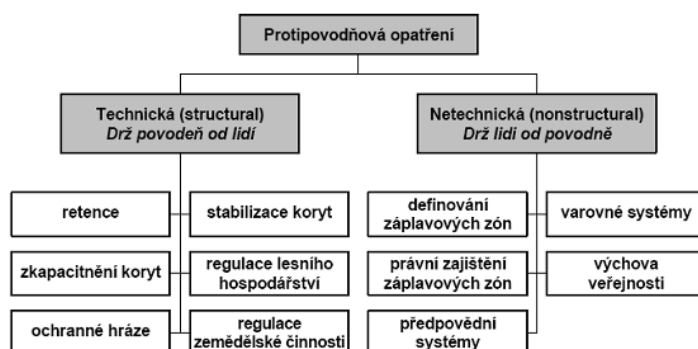 Protipovodňová opatření
Technická (structural)
Drž povodeň od lidí
Netechnická (nonstructural)
Drž lidi od povodně
retence
stabilizace koryt
zkapacitnění koryt
regulace lesního
hospodářství
ochranné hráze
regulace
zemědělské činnosti
definování
záplavových zón
varovné systémy
právní zajištění
záplavových zón
výchova
veřejnosti
předpovědní
systémy